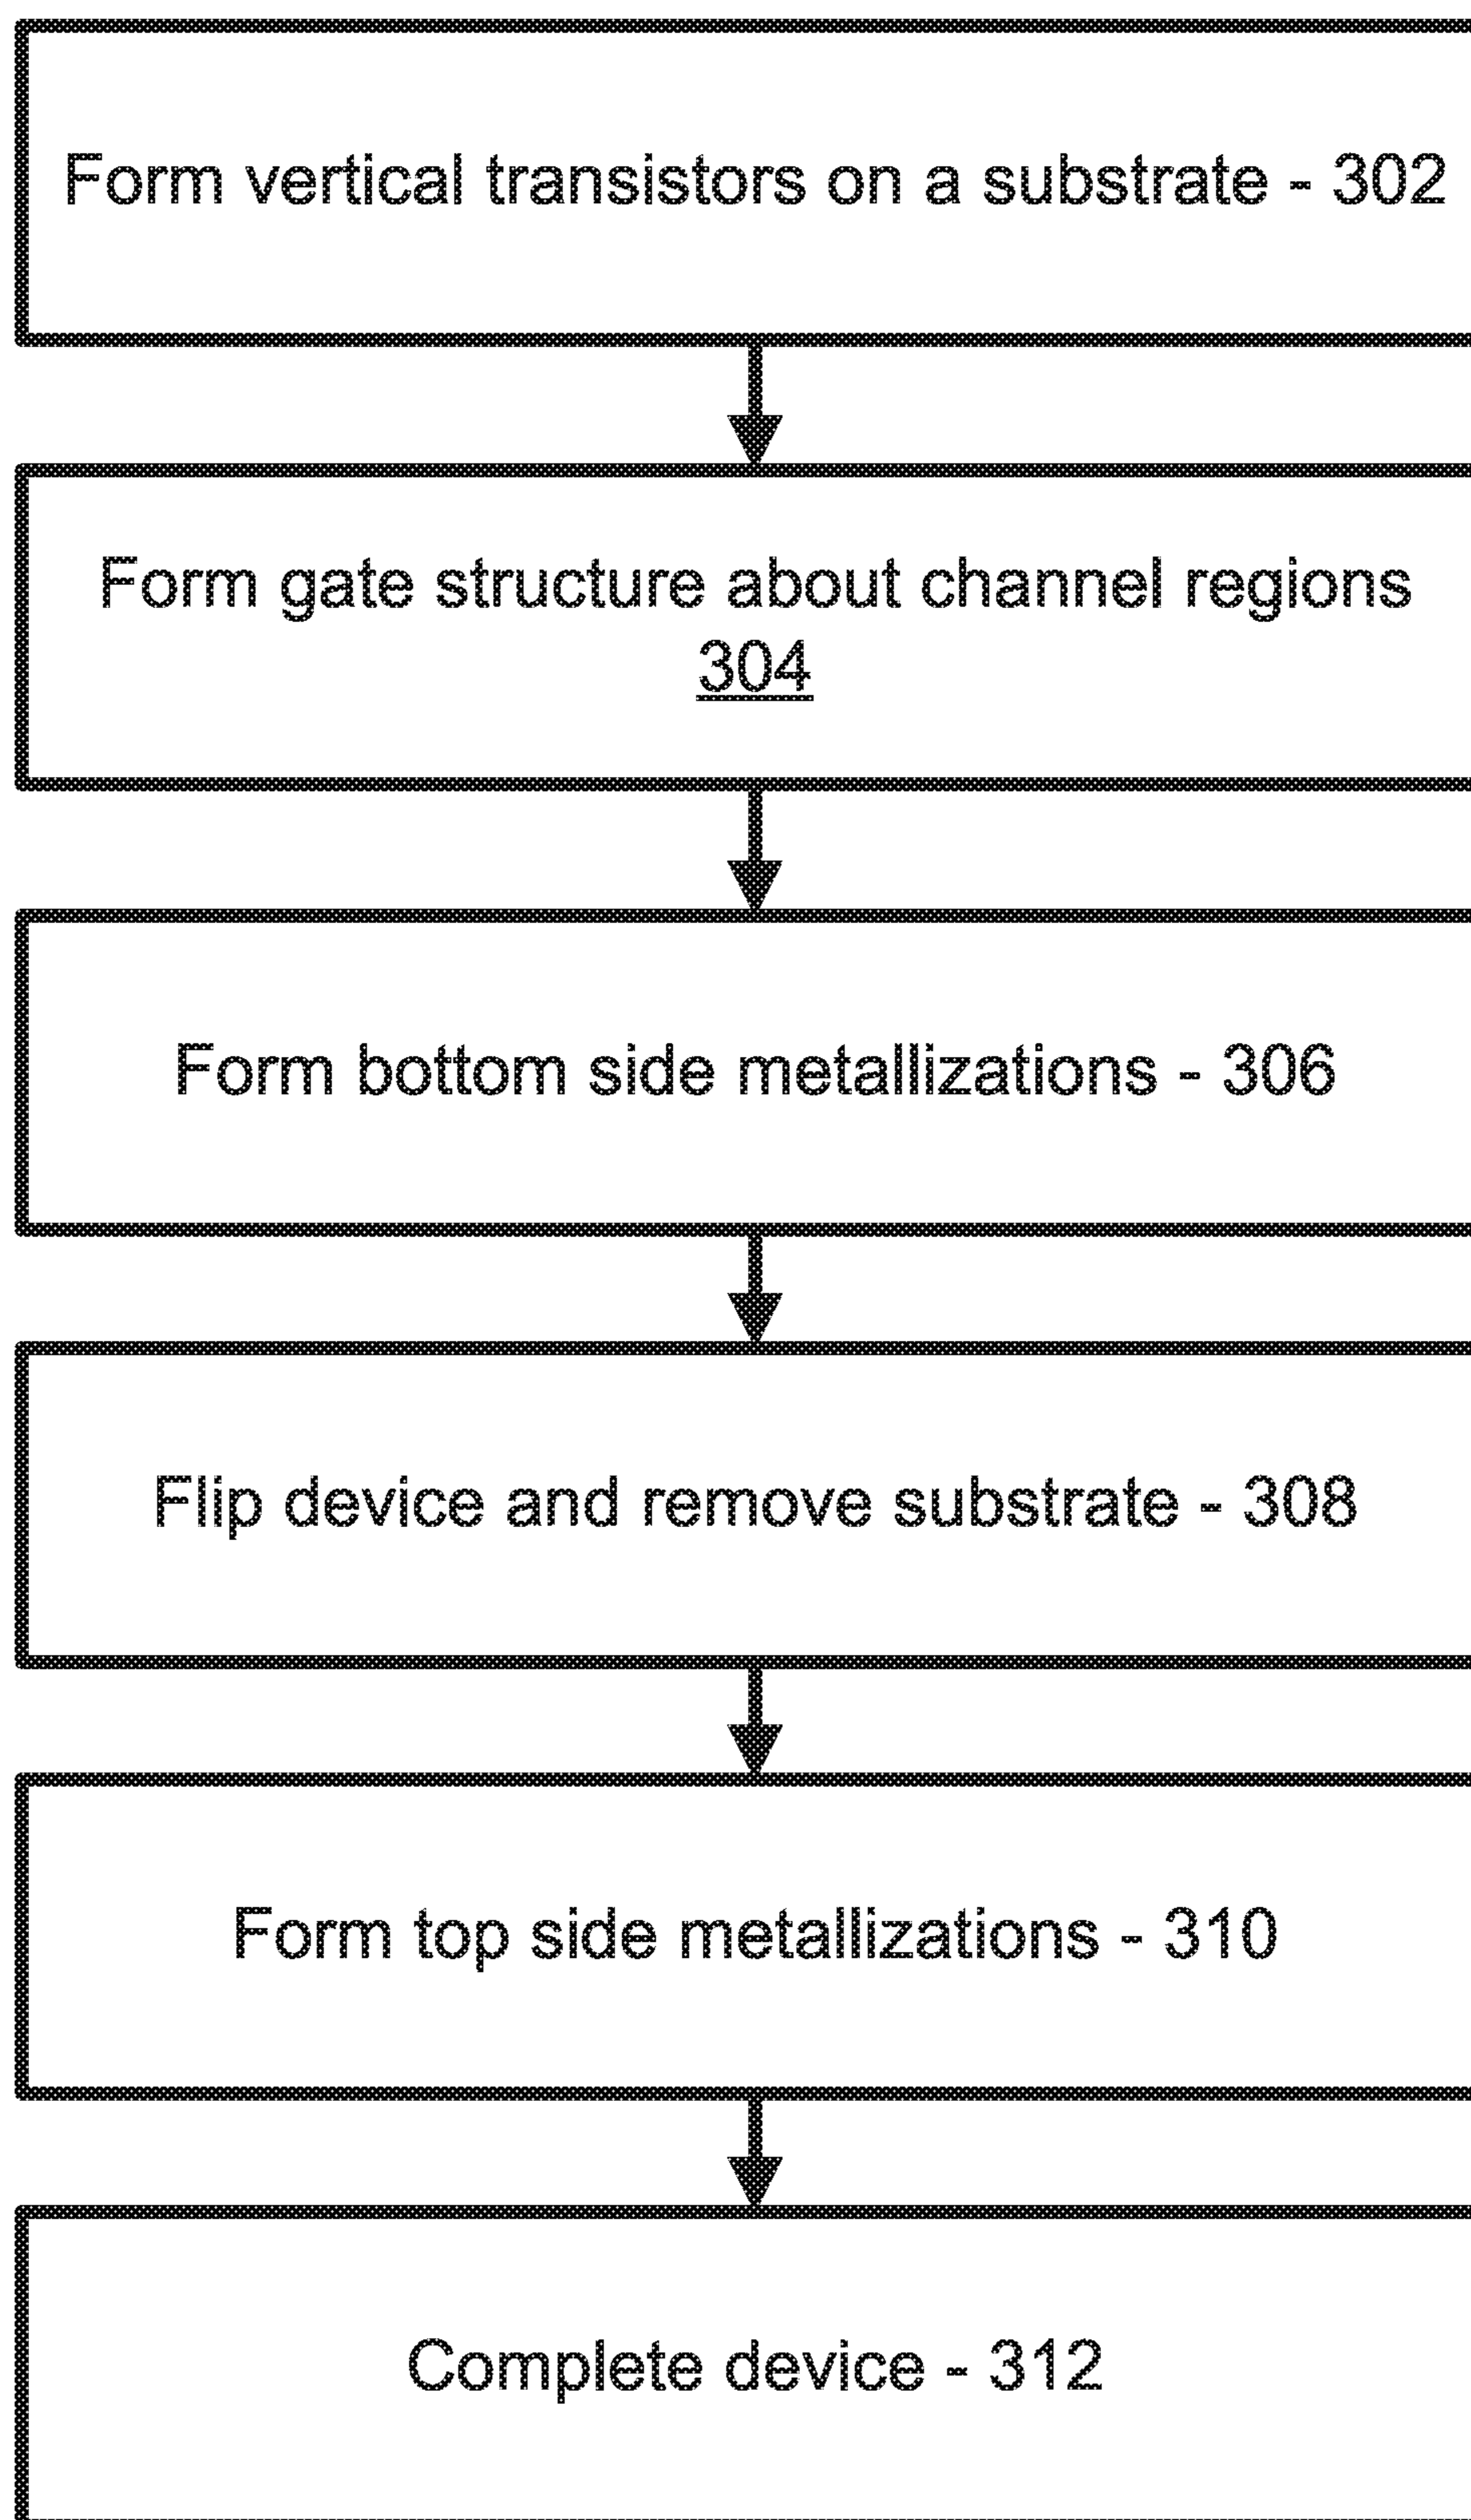 Form vertical transistors on a substrate - 302
Form gate structure about channel regions
304
Form bottom side metallizations - 306
Flip device and remove substrate - 308
Form top side metallizations - 310
Complete device - 312